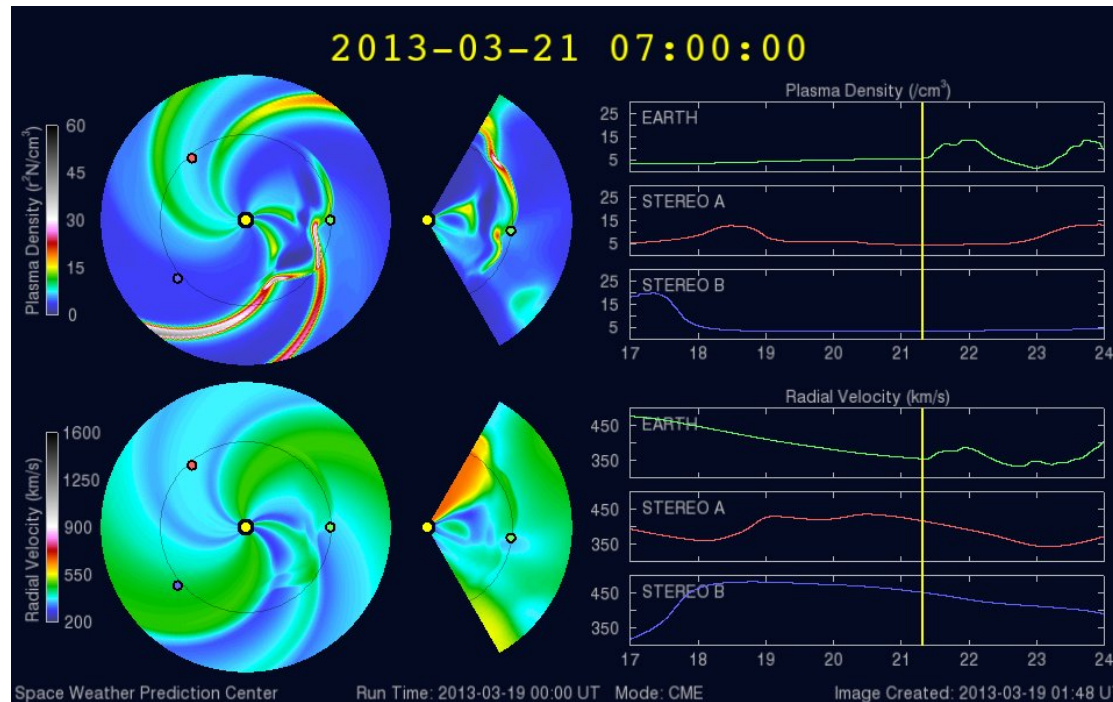 2013-03-21 07:00:00
Plasma Density (r²N/cm³)
60
45
30
15
0
Plasma Density (/cm³)
EARTH
25
15
5
STEREO A
25
15
5
STEREO B
25
15
5
17 18 19 20 21 22 23 24
Radial Velocity (km/s)
1600
1250
900
550
200
Radial Velocity (km/s)
EARTH
450
350
STEREO A
450
350
STEREO B
450
350
17 18 19 20 21 22 23 24
Space Weather Prediction Center
Run Time: 2013-03-19 00:00 UT Mode: CME
Image Created: 2013-03-19 01:48 U